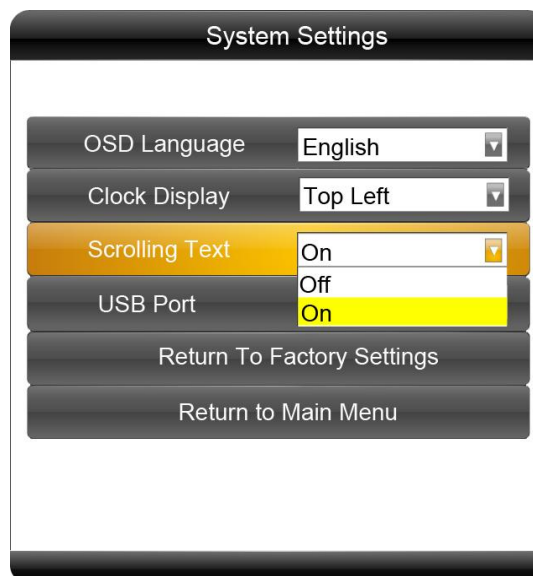 System Settings
OSD Language English
Clock Display Top Left
Scrolling Text On
Off
USB Port On
Return To Factory Settings
Return to Main Menu